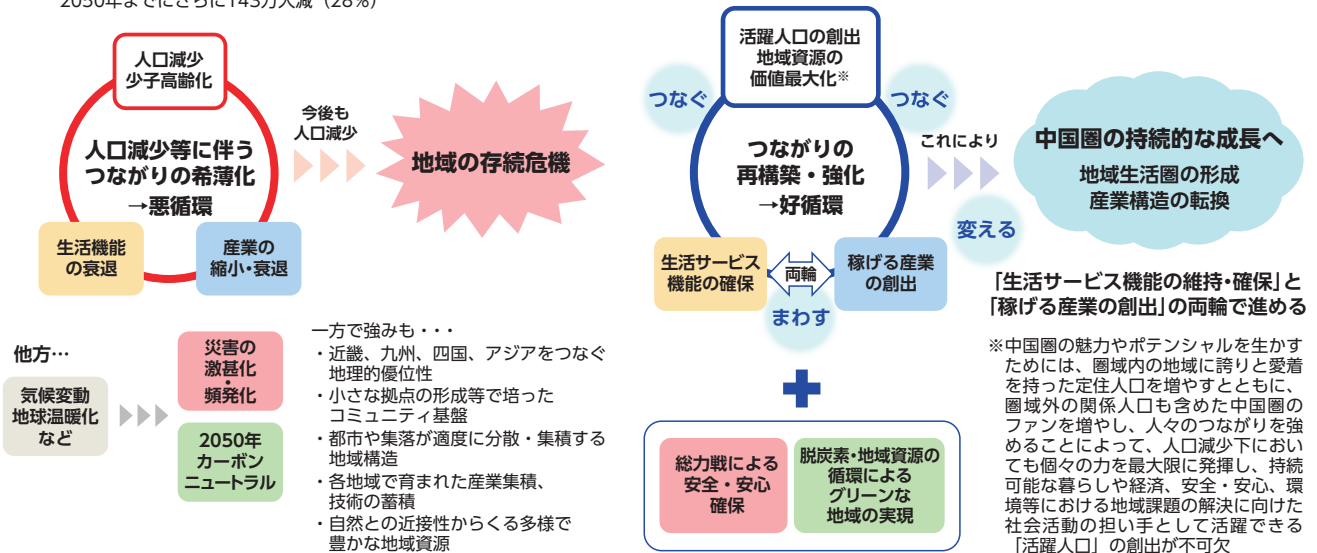 2050年までにさらに143万人減（28%）
人口減少
少子高齢化
人口減少等に伴う
つながりの希薄化
→悪循環
生活機能
の衰退
産業の
縮小・衰退
今後も
人口減少
地域の存続危機
他方…
気候変動
地球温暖化
など
災害の
激甚化
・
頻発化
2050年
カーボン
ニュートラル
一方で強みも・・・
・近畿、九州、四国、アジアをつなぐ
地理的優位性
・小さな拠点の形成等で培った
コミュニティ基盤
・都市や集落が適度に分散・集積する
地域構造
・各地域で育まれた産業集積、
技術の蓄積
・自然との近接性からくる多様で
豊かな地域資源
活躍人口の創出
地域資源の
価値最大化※
つなぐ
つなぐ
つながりの
再構築・強化
→好循環
生活サービス
機能の確保
両輪
稼げる産業
の創出
まわす
これにより
変える
中国圏の持続的な成長へ
地域生活圏の形成
産業構造の転換
「生活サービス機能の維持・確保」と
「稼げる産業の創出」の両輪で進める
総力戦による
安全・安心
確保
脱炭素・地域資源の
循環による
グリーンな
地域の実現
※中国圏の魅力やポテンシャルを生かす
ためには、圏域内の地域に誇りと愛着
を持った定住人口を増やすとともに、
圏域外の関係人口も含めた中国圏の
ファンを増やし、人々のつながりを強
めることによって、人口減少下におい
ても個々の力を最大限に発揮し、持続
可能な暮らしや経済、安全・安心、環
境等における地域課題の解決に向けた
社会活動の担い手として活躍できる
「活躍人口」の創出が不可欠